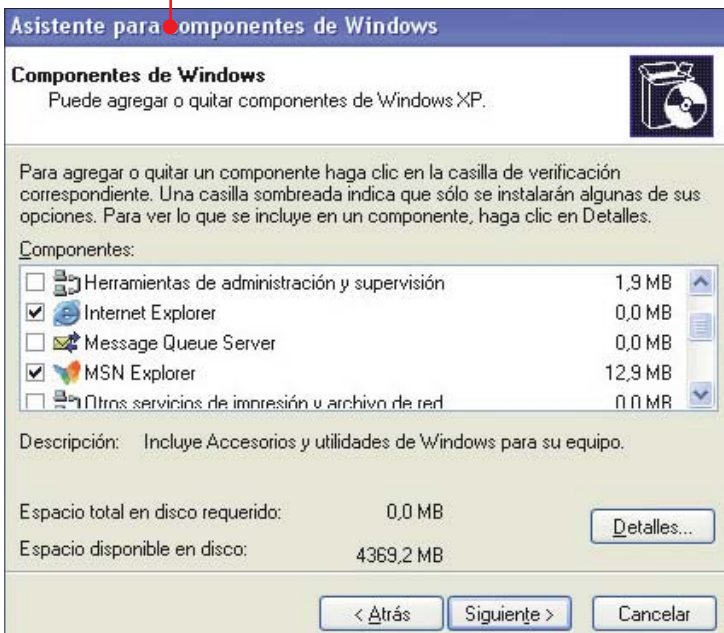 Asistente para componentes de Windows
Componentes de Windows
Puede agregar o quitar componentes de Windows XP.
Para agregar o quitar un componente haga clic en la casilla de verificación
correspondiente. Una casilla sombreada indica que sólo se instalarán algunas de sus
opciones. Para ver lo que se incluye en un componente, haga clic en Detalles.
Componentes:
Herramientas de administración y supervisión 1,9 MB
Internet Explorer 0,0 MB
Message Queue Server 0,0 MB
MSN Explorer 12,9 MB
Otros servicios de impresión y archivo de red 0,0 MB
Descripción: Incluye Accesorios y utilidades de Windows para su equipo.
Espacio total en disco requerido: 0,0 MB
Detalles...
Espacio disponible en disco: 4369,2 MB
< Atrás Siguiente > Cancelar